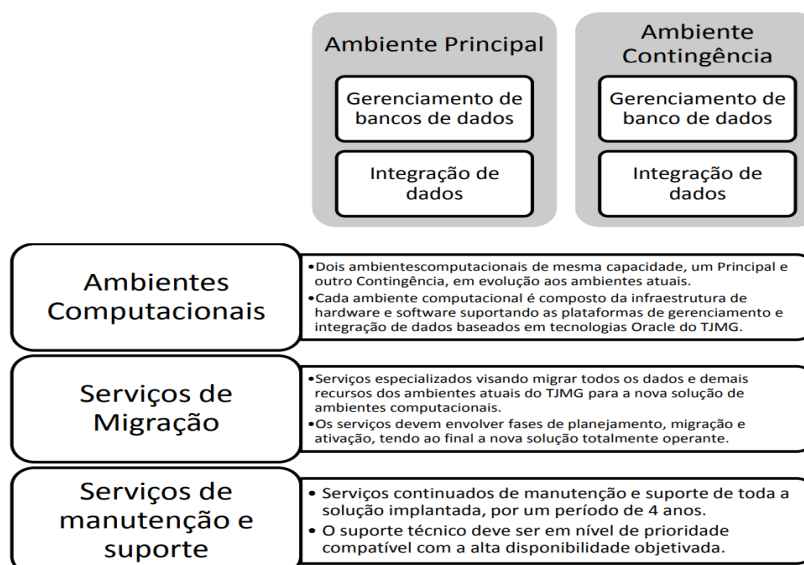 Ambiente Principal
Gerenciamento de
bancos de dados
Integração de
dados
Ambiente
Contingência
Gerenciamento de
banco de dados
Integração de
dados
Ambientes
Computacionais
•Dois ambientescomputacionais de mesma capacidade, um Principal e
outro Contingência, em evolução aos ambientes atuais.
•Cada ambiente computacional é composto da infraestrutura de
hardware e software suportando as plataformas de gerenciamento e
integração de dados baseados em tecnologias Oracle do TJMG.
Serviços de
Migração
•Serviços especializados visando migrar todos os dados e demais
recursos dos ambientes atuais do TJMG para a nova solução de
ambientes computacionais.
•Os serviços devem envolver fases de planejamento, migração e
ativação, tendo ao final a nova solução totalmente operante.
Serviços de
manutenção e
suporte
• Serviços continuados de manutenção e suporte de toda a
solução implantada, por um período de 4 anos.
• O suporte técnico deve ser em nível de prioridade
compatível com a alta disponibilidade objetivada.